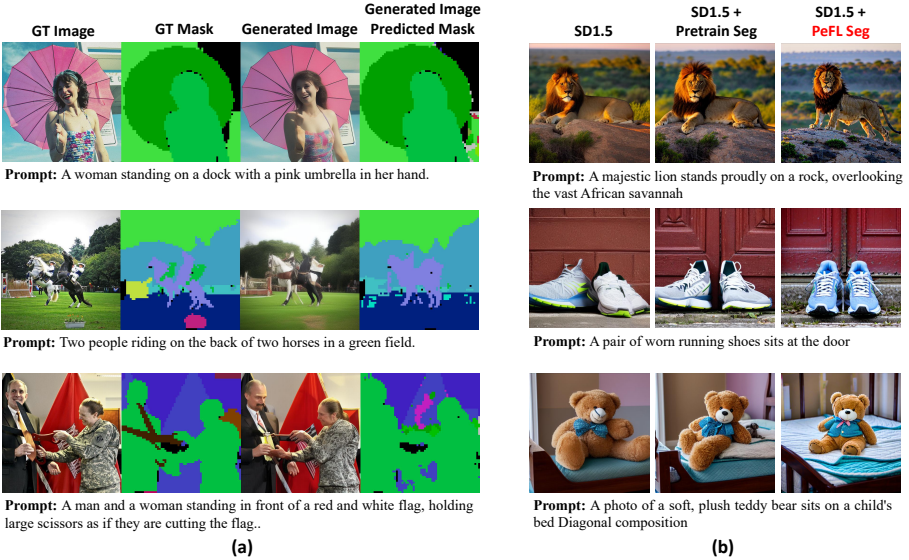 GT Image
GT Mask
Generated Image
Generated Image
Predicted Mask
Prompt: A woman standing on a dock with a pink umbrella in her hand.
Prompt: Two people riding on the back of two horses in a green field.
Prompt: A man and a woman standing in front of a red and white flag, holding
large scissors as if they are cutting the flag..
(a)
SD1.5
SD1.5 +
Pretrain Seg
SD1.5 +
PeFL Seg
Prompt: A majestic lion stands proudly on a rock, overlooking
the vast African savannah
Prompt: A pair of worn running shoes sits at the door
Prompt: A photo of a soft, plush teddy bear sits on a child's
bed Diagonal composition
(b)